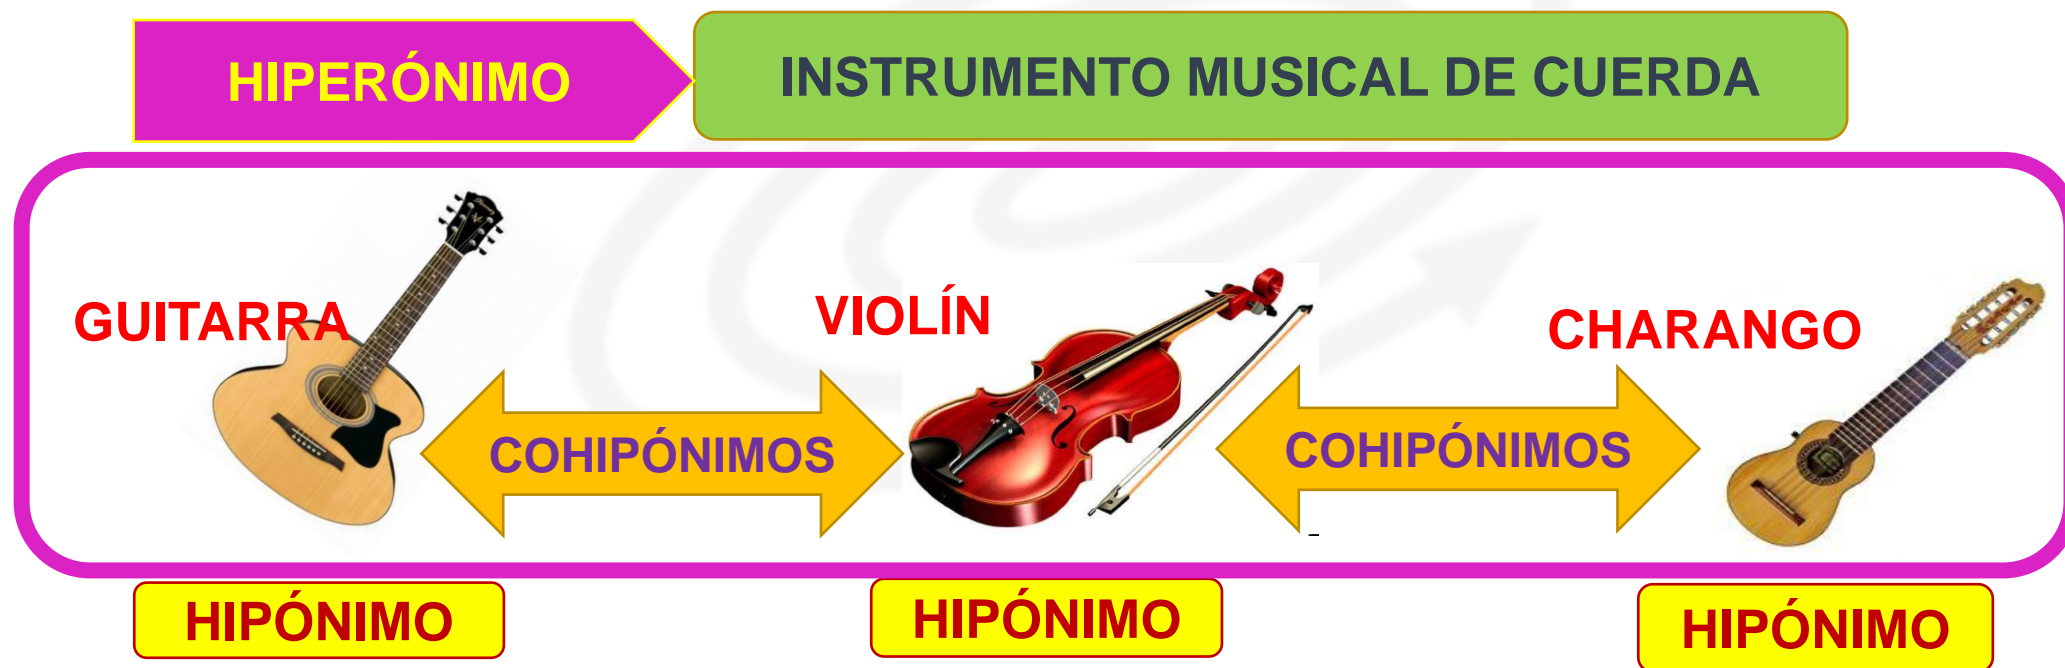 HIPERÓNIMO
INSTRUMENTO MUSICAL DE CUERDA
GUITARRA
VIOLÍN
CHARANGO
COHIPÓNIMOS
COHIPÓNIMOS
HIPÓNIMO
HIPÓNIMO
HIPÓNIMO